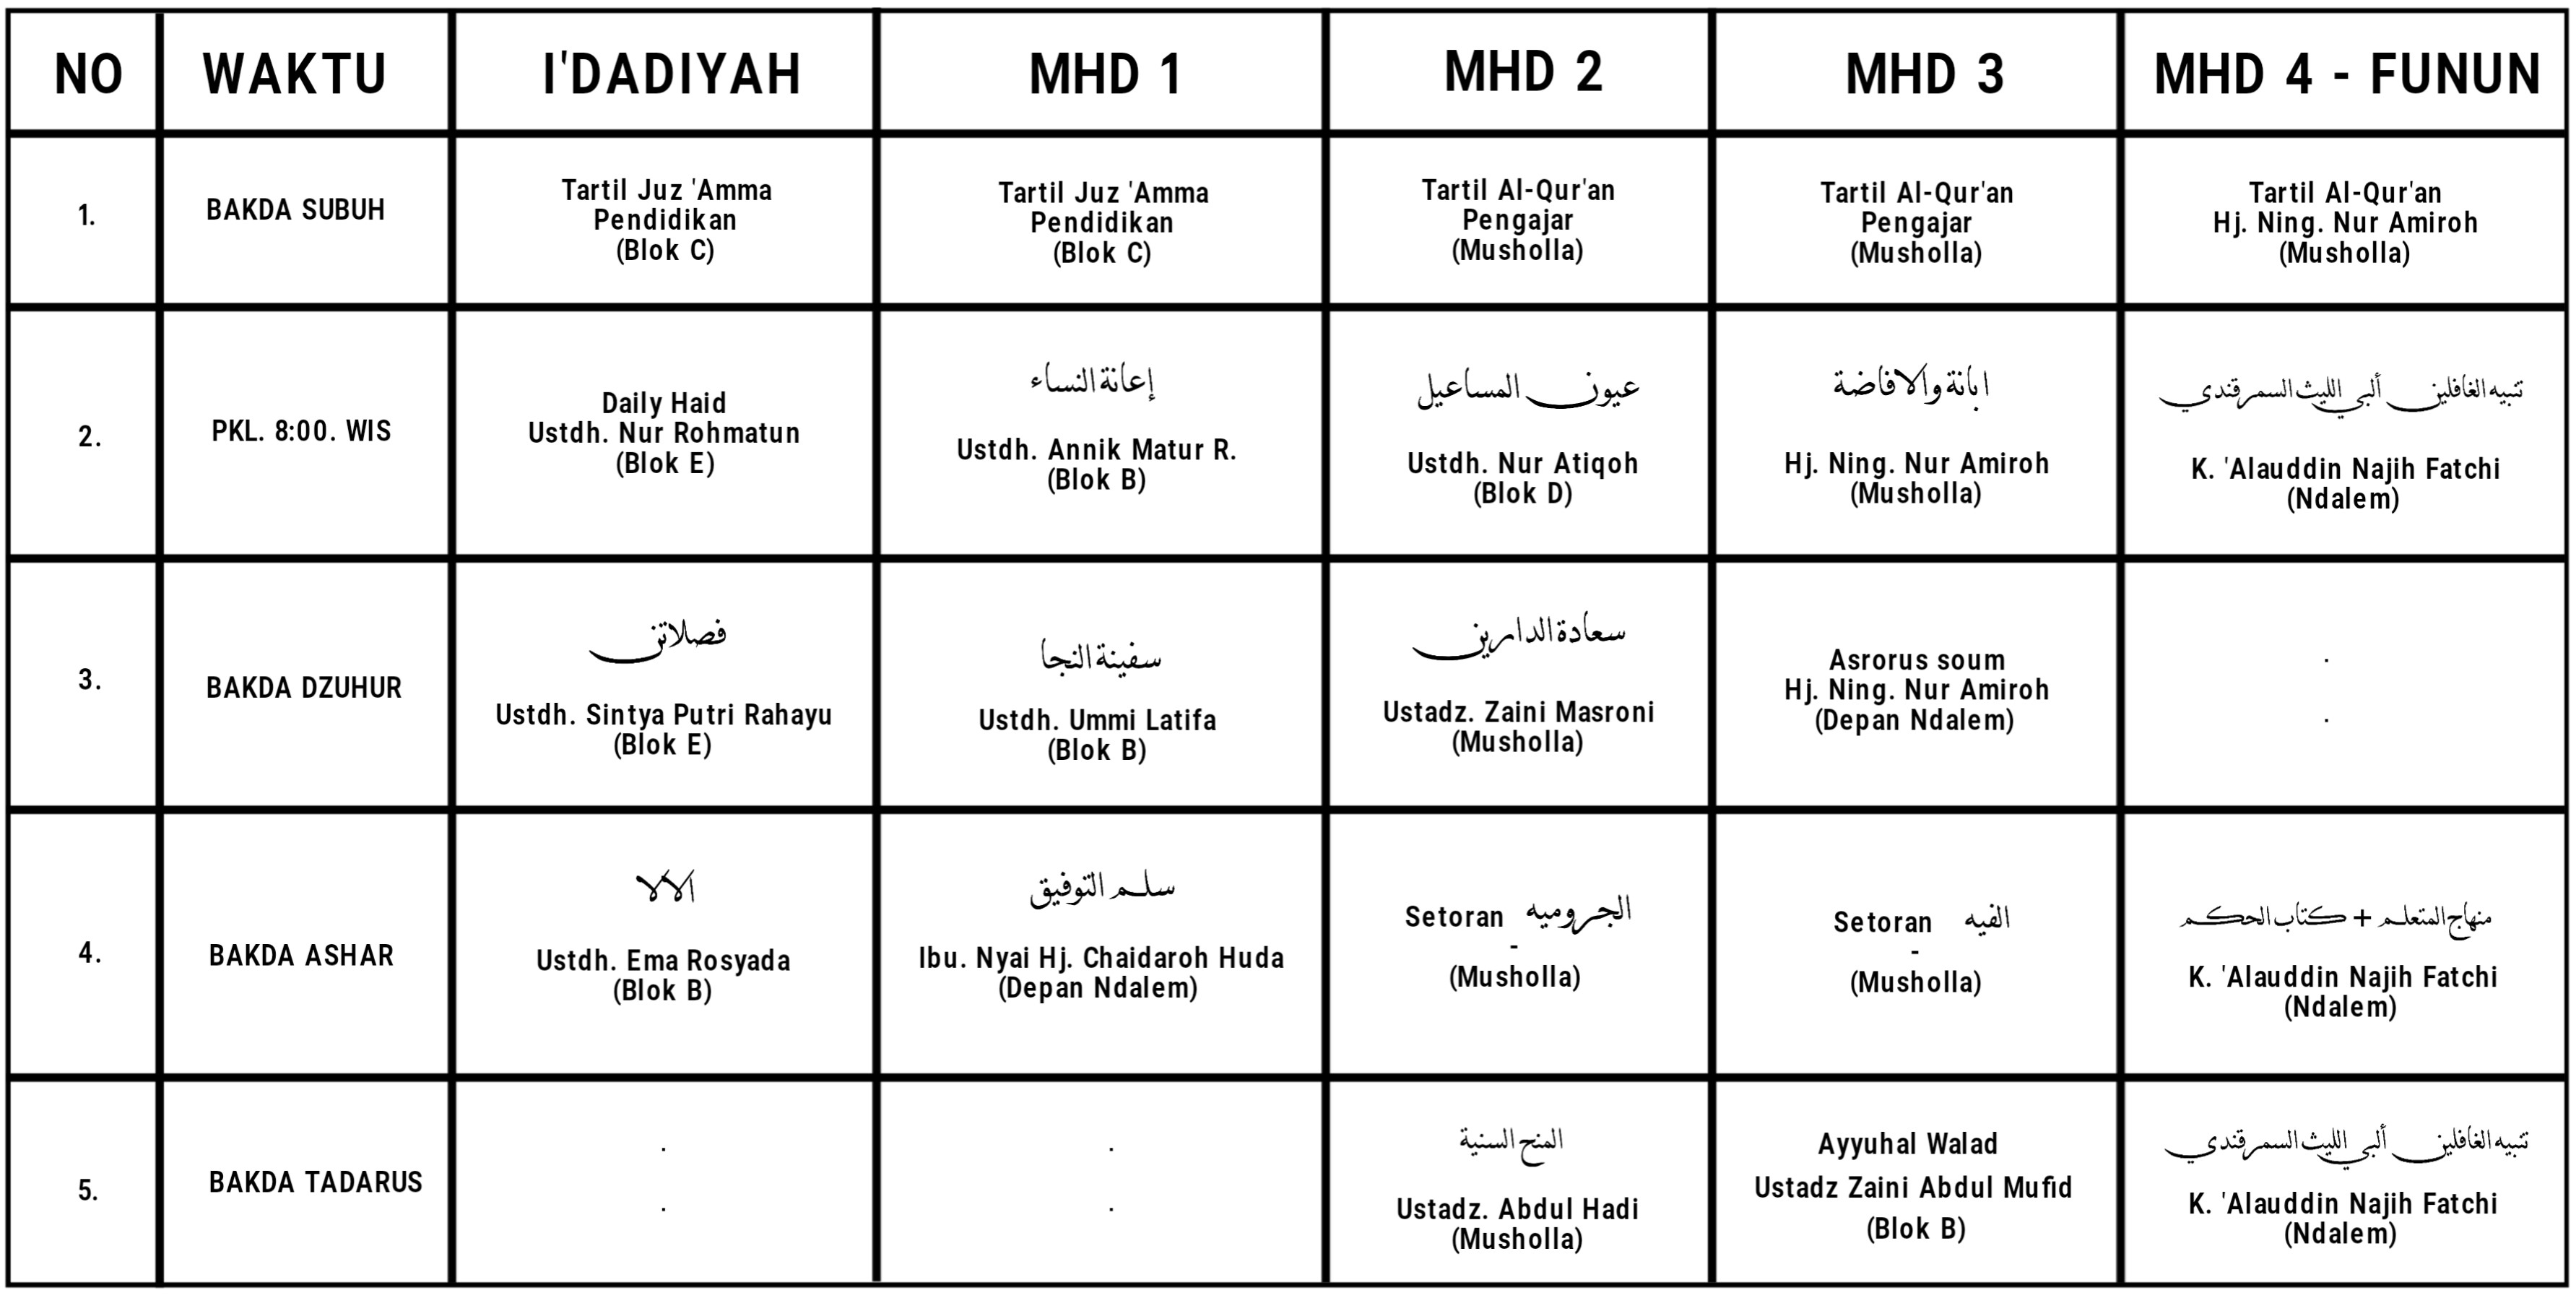 NO WAKTU I'DADIYAH MHD 1 MHD 2 MHD 3 MHD 4 - FUNUN
1.
BAKDA SUBUH
Tartil Juz 'Amma
Pendidikan
(Blok C)
Tartil Juz 'Amma
Pendidikan
(Blok C)
Tartil Al-Qur'an
Pengajar
(Musholla)
Tartil Al-Qur'an
Pengajar
(Musholla)
Tartil Al-Qur'an
Hj. Ning. Nur Amiroh
(Musholla)
2.
PKL. 8:00. WIS
Daily Haid
Ustdh. Nur Rohmatun
(Blok E)
إعانة النساء
Ustdh. Annik Matur R.
(Blok B)
عيون المساعيل
Ustdh. Nur Atiqoh
(Blok D)
ابانة والافاضة
Hj. Ning. Nur Amiroh
(Musholla)
تنبيه الغافلين ألبي الليث السمرقندي
K. 'Alauddin Najih Fatchi
(Ndalem)
3.
BAKDA DZUHUR
فصلاتن
Ustdh. Sintya Putri Rahayu
(Blok E)
سفينة النجا
Ustdh. Ummi Latifa
(Blok B)
سعادة الدارين
Ustadz. Zaini Masroni
(Musholla)
Asrorus soum
Hj. Ning. Nur Amiroh
(Depan Ndalem)
.
.
4.
BAKDA ASHAR
الالا
Ustdh. Ema Rosyada
(Blok B)
سلم التوفيق
Ibu. Nyai Hj. Chaidaroh Huda
(Depan Ndalem)
Setoran الجروميه
-
(Musholla)
Setoran الفيه
-
(Musholla)
منهاج المتعلم + كتاب الحكم
K. 'Alauddin Najih Fatchi
(Ndalem)
5.
BAKDA TADARUS
.
.
.
.
المنح السنية
Ustadz. Abdul Hadi
(Musholla)
Ayyuhal Walad
Ustadz Zaini Abdul Mufid
(Blok B)
تنبيه الغافلين ألبي الليث السمرقندي
K. 'Alauddin Najih Fatchi
(Ndalem)